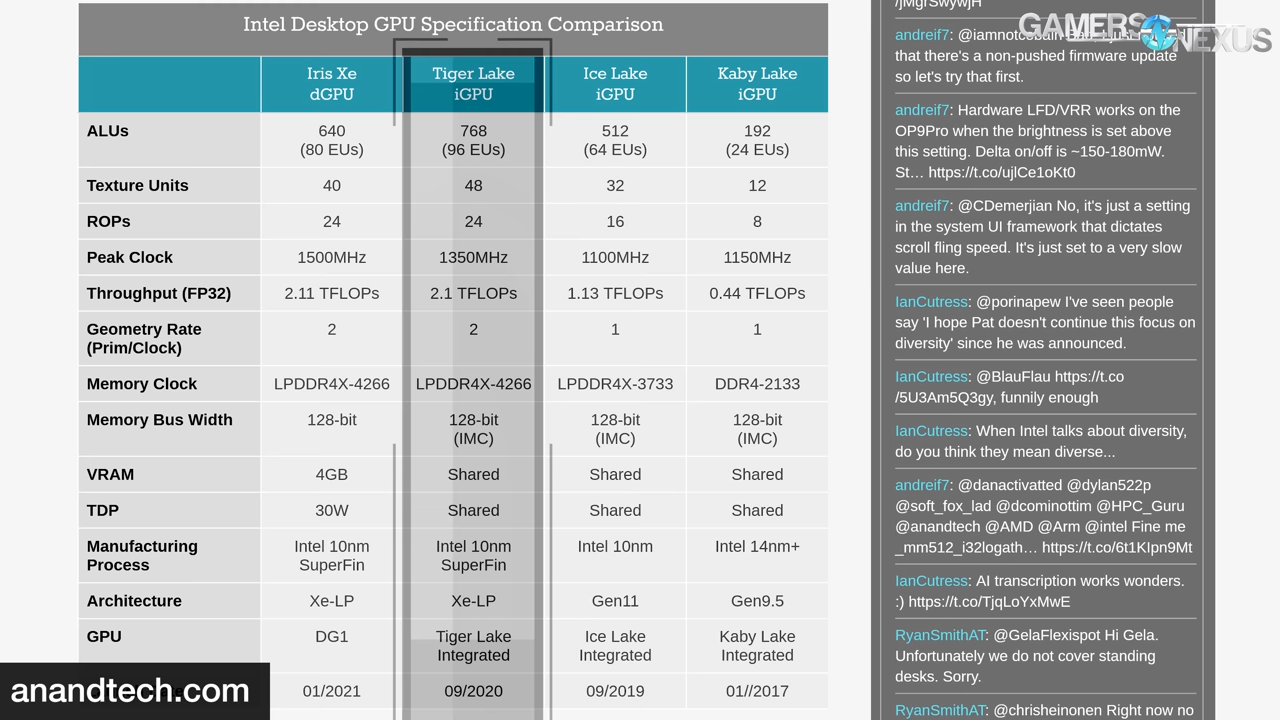 Intel Desktop GPU Specification Comparison
Iris Xe dGPU Tiger Lake iGPU Ice Lake iGPU Kaby Lake iGPU
ALUs 640 (80 EUs) 768 (96 EUs) 512 (64 EUs) 192 (24 EUs)
Texture Units 40 48 32 12
ROPs 24 24 16 8
Peak Clock 1500MHz 1350MHz 1100MHz 1150MHz
Throughput (FP32) 2.11 TFLOPs 2.1 TFLOPs 1.13 TFLOPs 0.44 TFLOPs
Geometry Rate (Prim/Clock) 2 2 1 1
Memory Clock LPDDR4X-4266 LPDDR4X-4266 LPDDR4X-3733 DDR4-2133
Memory Bus Width 128-bit 128-bit (IMC) 128-bit (IMC) 128-bit (IMC)
VRAM 4GB Shared Shared Shared
TDP 30W Shared Shared Shared
Manufacturing Process Intel 10nm SuperFin Intel 10nm SuperFin Intel 10nm Intel 14nm+
Architecture Xe-LP Xe-LP Gen11 Gen9.5
GPU DG1 Tiger Lake Integrated Ice Lake Integrated Kaby Lake Integrated
01/2021 09/2020 09/2019 01//2017
anandtech.com
GAMERS NEXUS
andreif7:
that there's a non-pushed firmware update
so let's try that first.
andreif7: Hardware LFD/VRR works on the
OP9Pro when the brightness is set above
this setting. Delta on/off is ~150-180mW.
St… https://t.co/ujlCe1oKt0
andreif7: @CDemerjian No, it's just a setting
in the system UI framework that dictates
scroll fling speed. It's just set to a very slow
value here.
IanCutress: @porinapew I've seen people
say 'I hope Pat doesn't continue this focus on
diversity' since he was announced.
IanCutress: @BlauFlau https://t.co
/5U3Am5Q3gy, funnily enough
IanCutress: When Intel talks about diversity,
do you think they mean diverse...
andreif7: @danactivatted @dylan522p
@soft_fox_lad @dcominottim @HPC_Guru
@anandtech @AMD @Arm @intel Fine me
_mm512_i32logath… https://t.co/6t1KIpn9Mt
IanCutress: AI transcription works wonders.
:) https://t.co/TjqLoYxMwE
RyanSmithAT: @GelaFlexispot Hi Gela.
Unfortunately we do not cover standing
desks. Sorry.
RyanSmithAT: @chrisheinonen Right now no